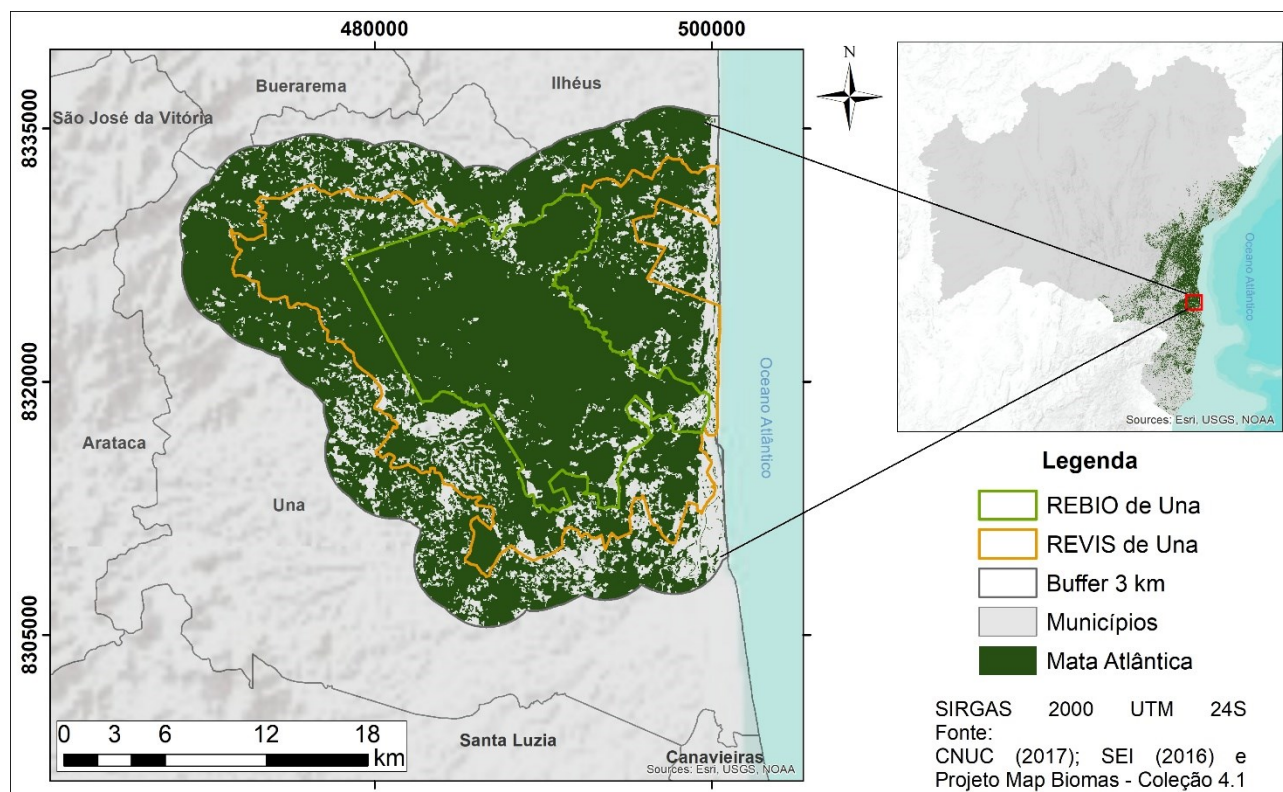 480000
500000
8335000
8320000
8305000
Buerarema
Ilhéus
São José da Vitória
Arataca
Una
Santa Luzia
Canavieiras
Oceano Atlântico
0 3 6 12 18
km
Sources: Esri, USGS, NOAA
N
Oceano Atlântico
Sources: Esri, USGS, NOAA
Legenda
REBIO de Una
REVIS de Una
Buffer 3 km
Municípios
Mata Atlântica
SIRGAS 2000 UTM 24S
Fonte:
CNUC (2017); SEI (2016) e
Projeto Map Biomas - Coleção 4.1